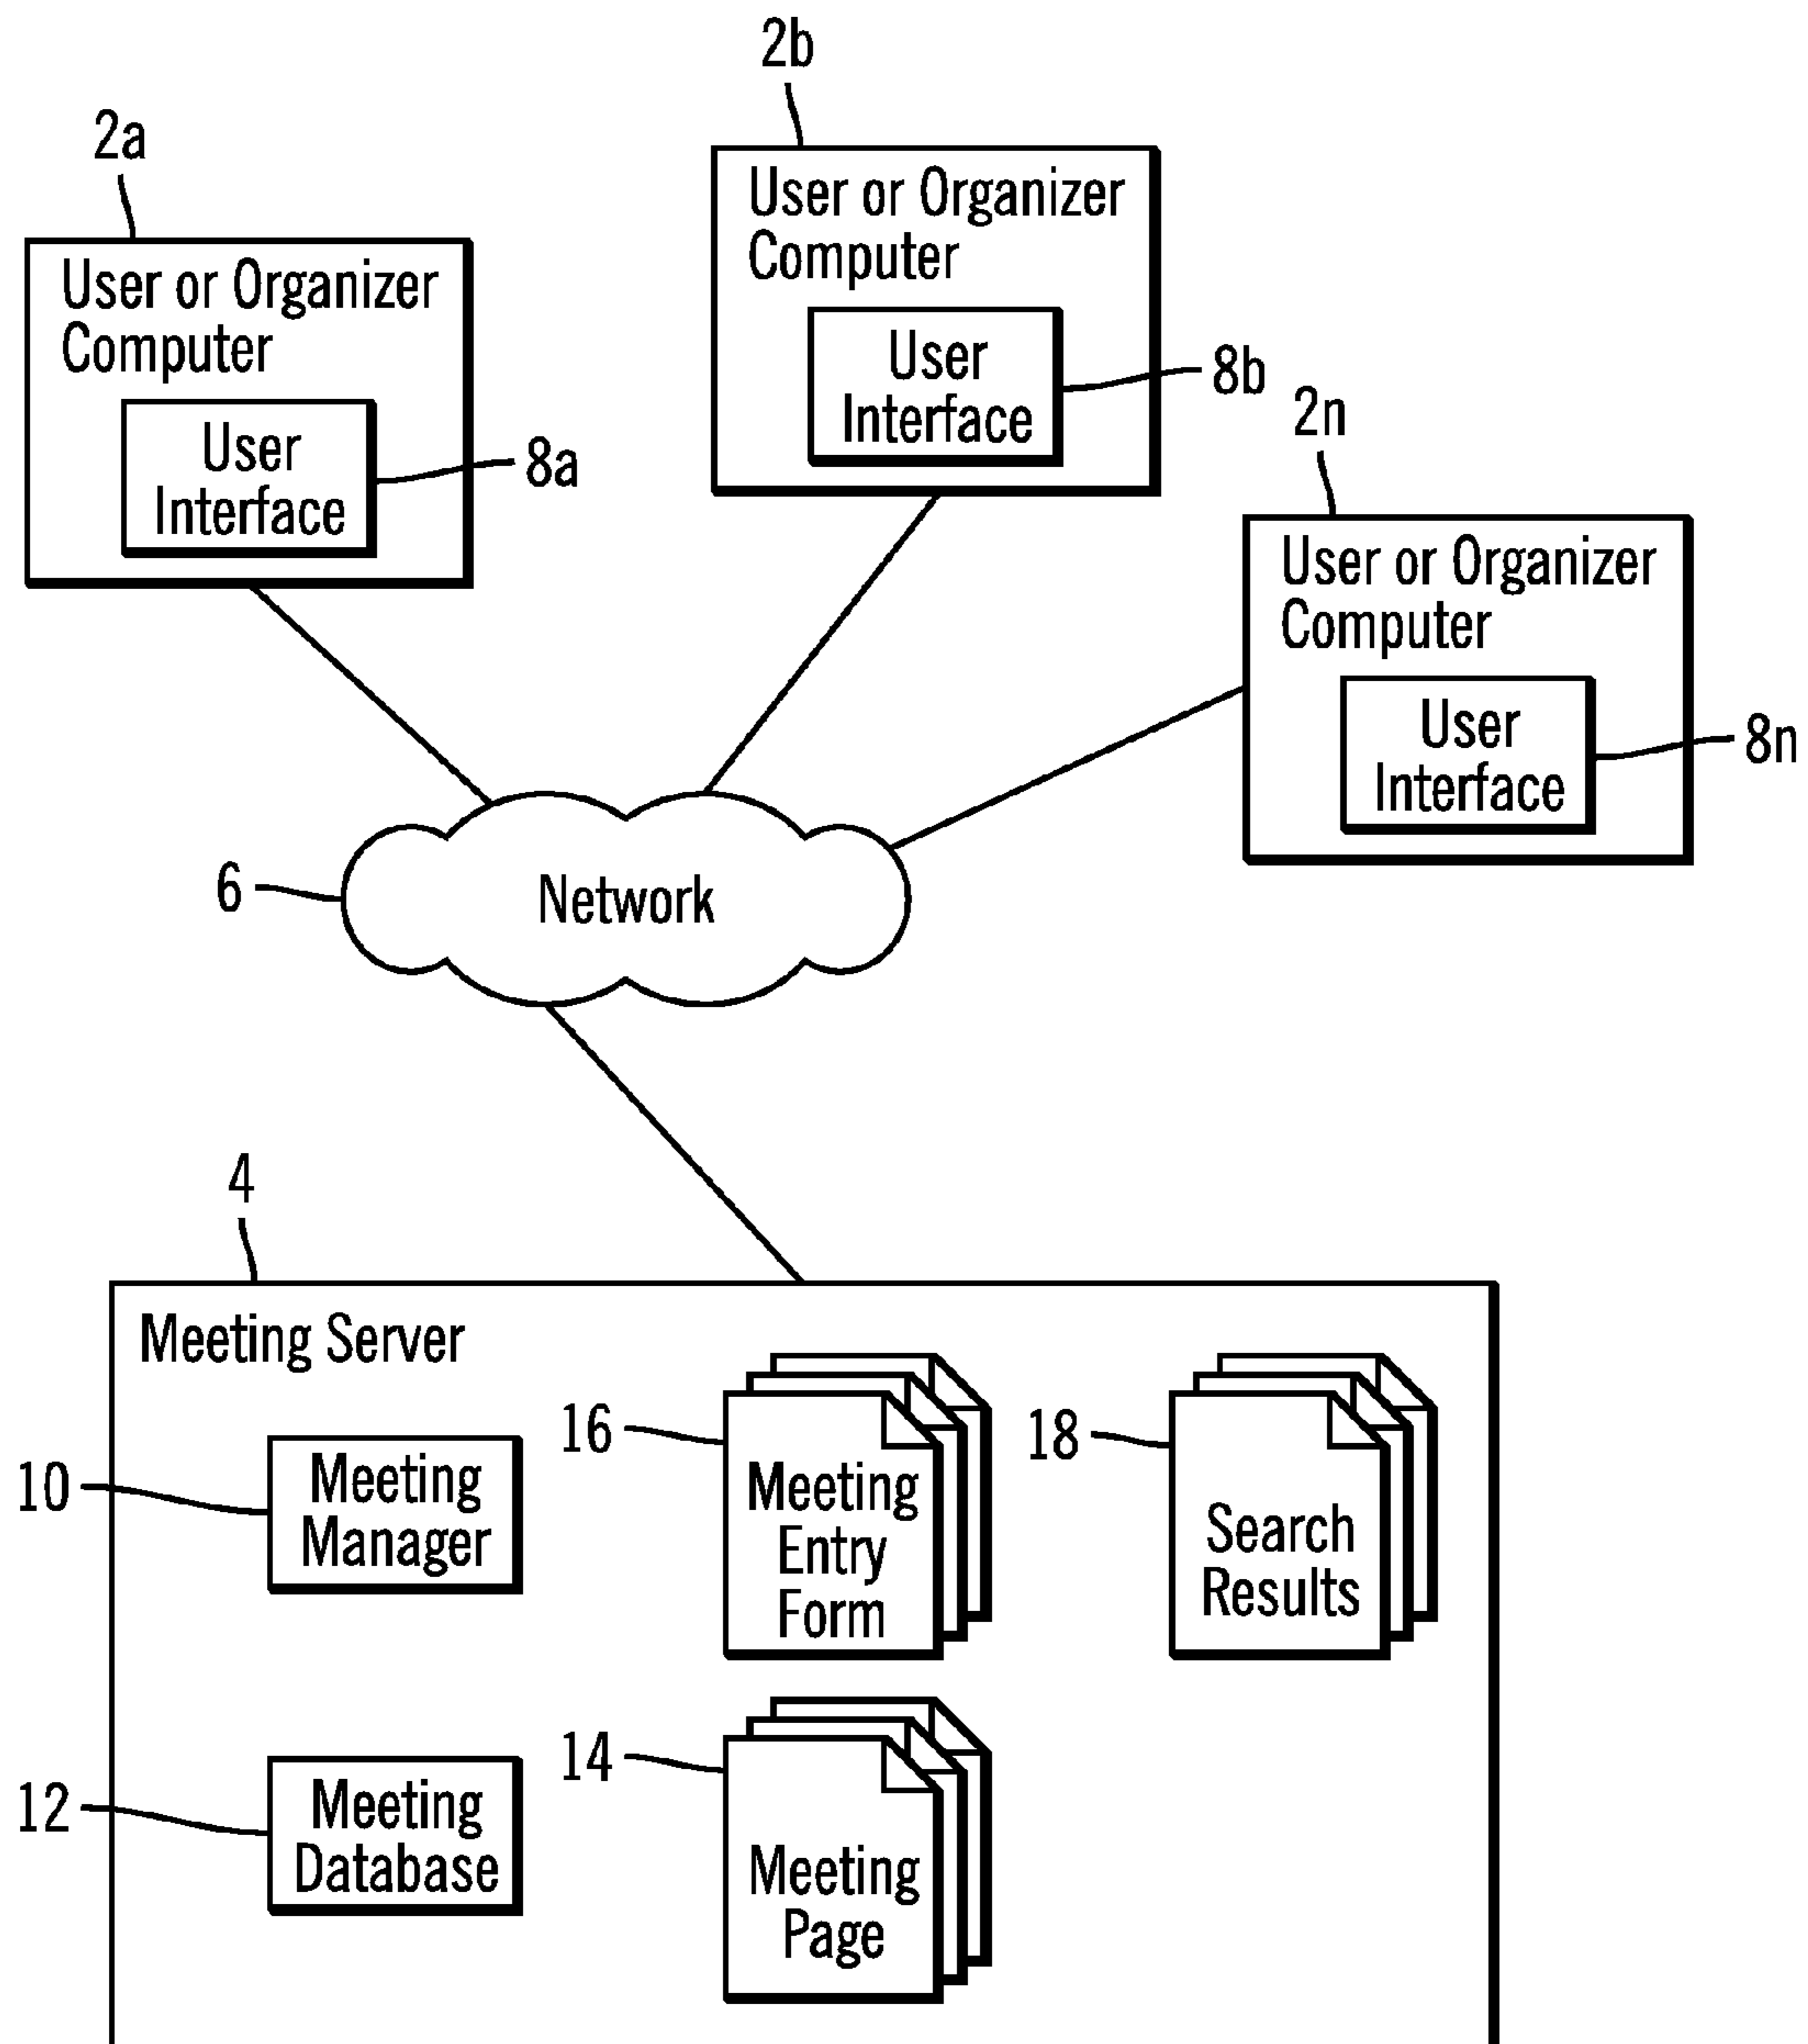 2b
2a
User or Organizer
Computer
User
Interface
8b
User or Organizer
Computer
User
Interface
8a
2n
User or Organizer
Computer
User
Interface
8n
6
Network
4
Meeting Server
10
Meeting
Manager
16
Meeting
Entry
Form
18
Search
Results
12
Meeting
Database
14
Meeting
Page